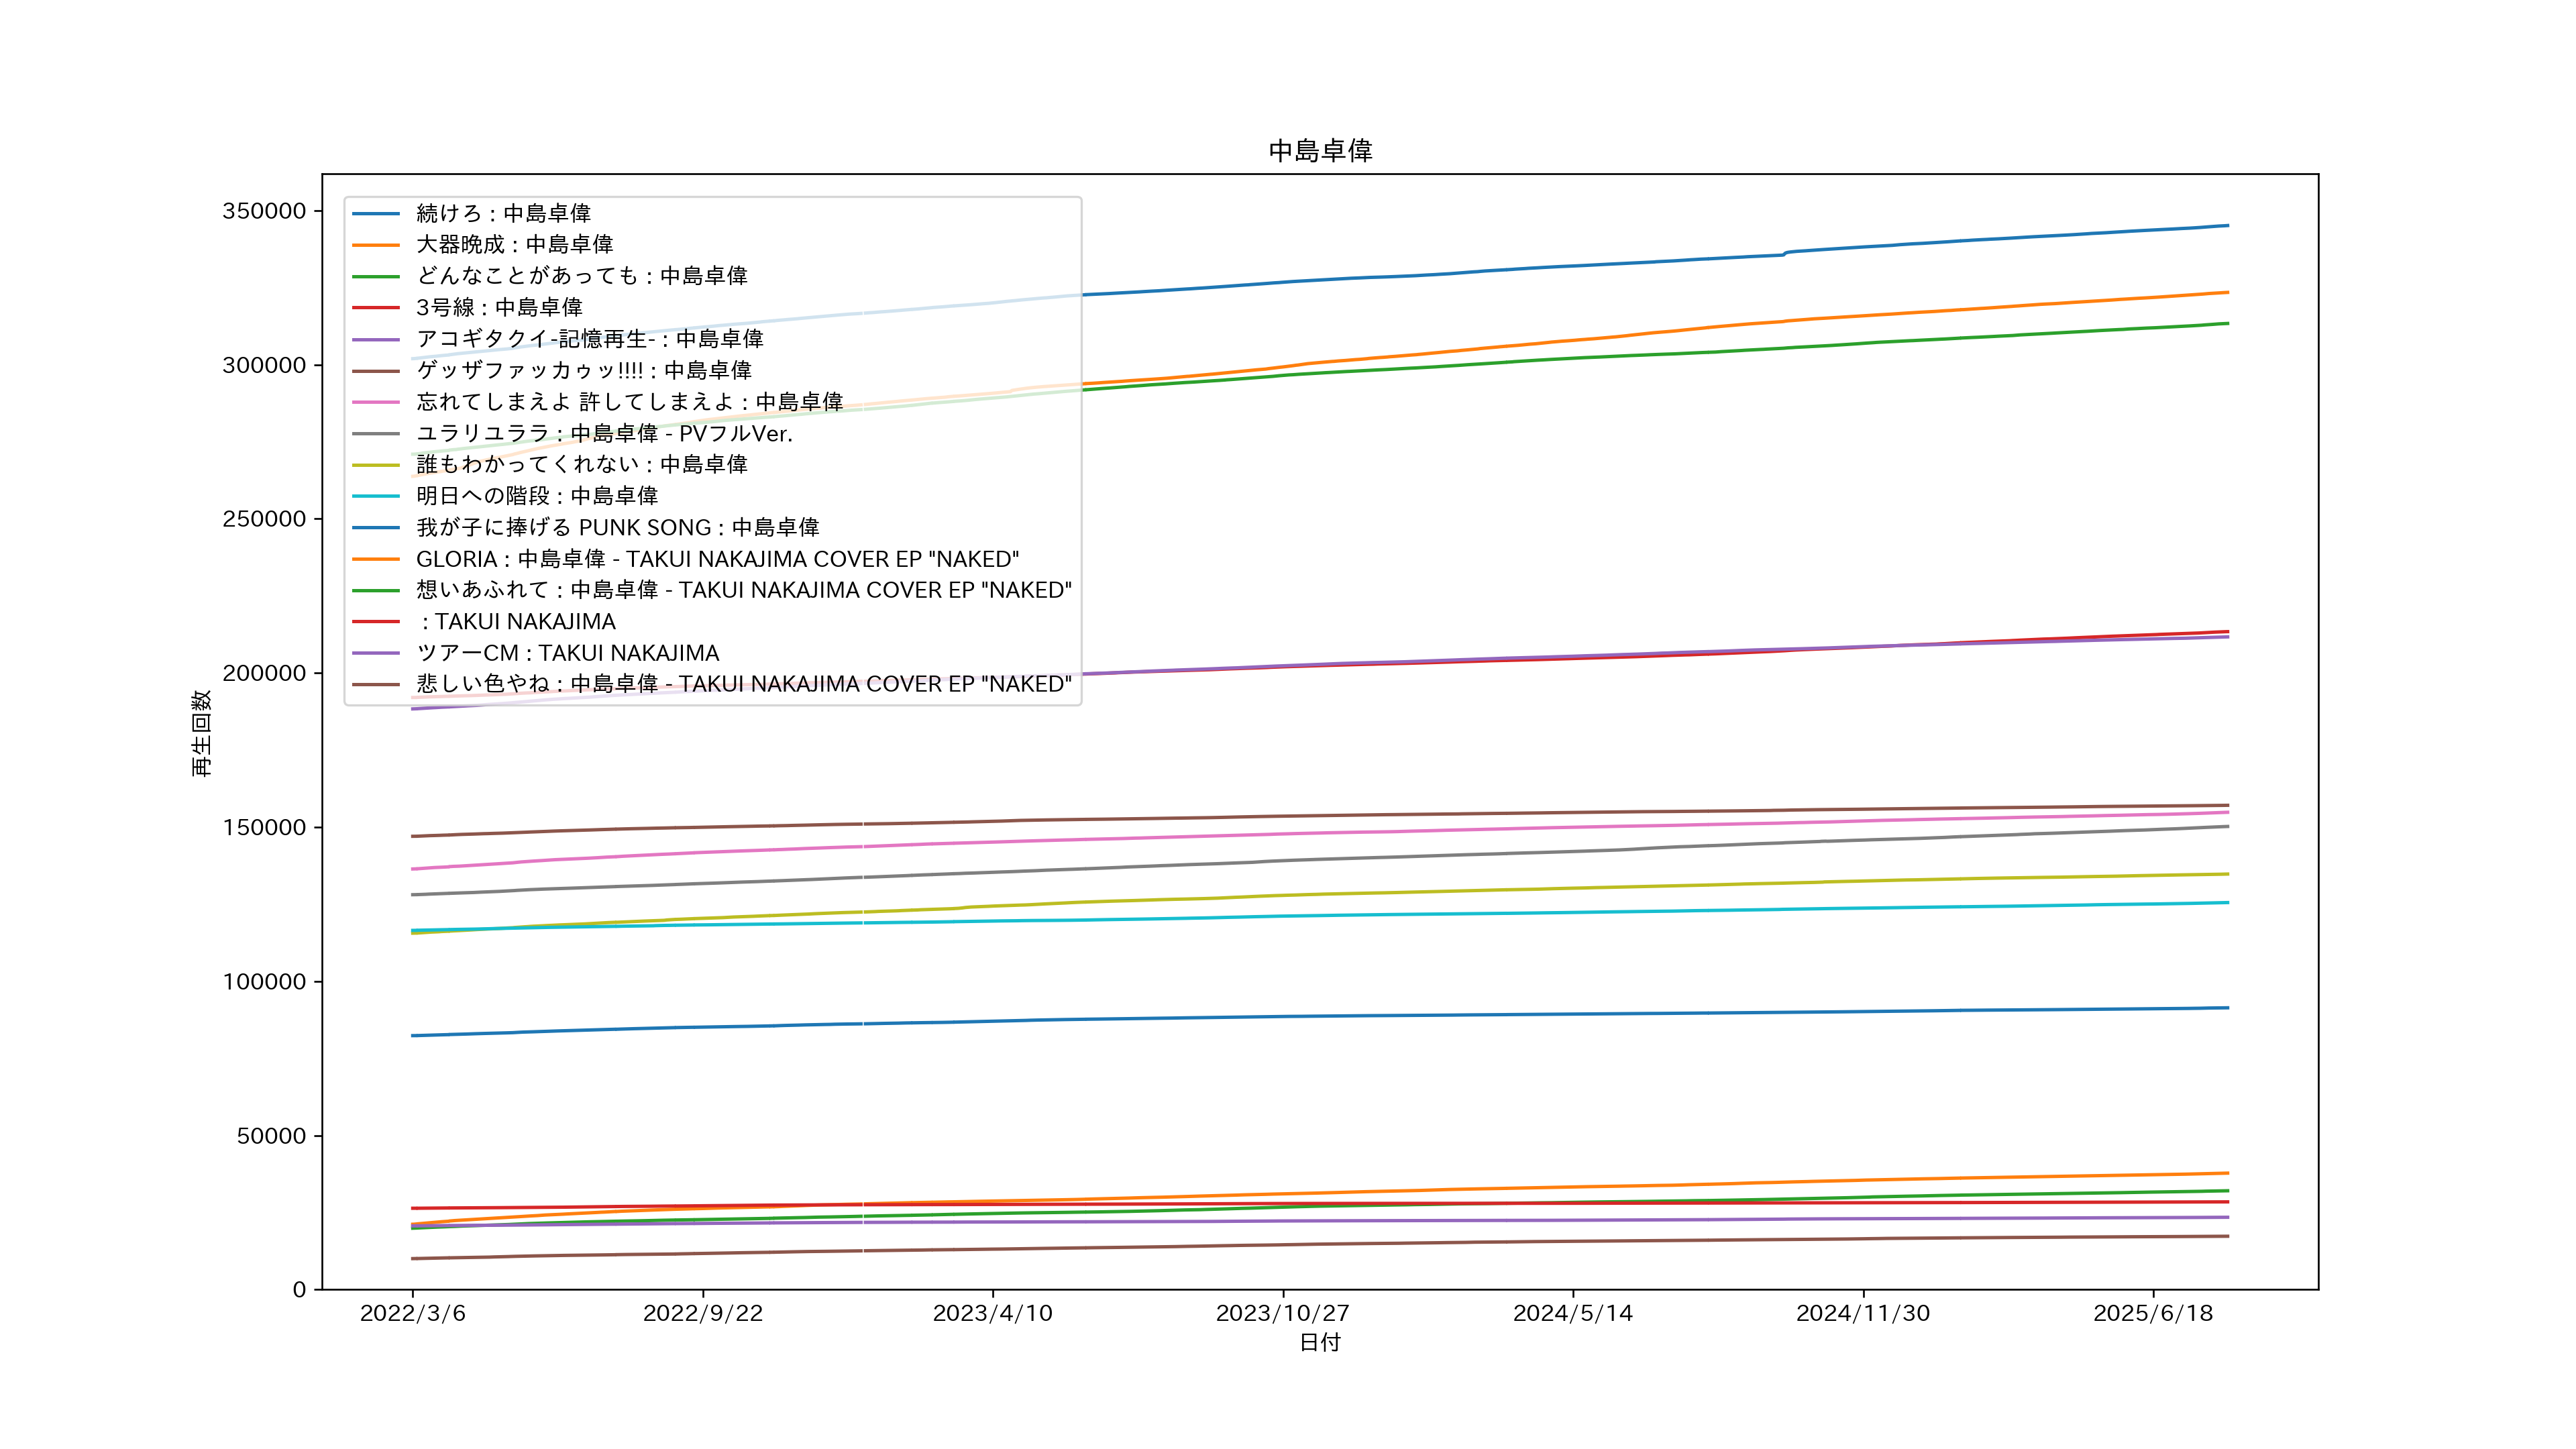 中島卓偉
350000
300000
250000
200000
150000
100000
50000
0
再生回数
続けろ : 中島卓偉
大器晩成 : 中島卓偉
どんなことがあっても : 中島卓偉
3号線 : 中島卓偉
アコギタクイ-記憶再生- : 中島卓偉
ゲッザファッカゥッ!!!! : 中島卓偉
忘れてしまえよ 許してしまえよ : 中島卓偉
ユラリユララ : 中島卓偉 - PVフルVer.
誰もわかってくれない : 中島卓偉
明日への階段 : 中島卓偉
我が子に捧げる PUNK SONG : 中島卓偉
GLORIA : 中島卓偉 - TAKUI NAKAJIMA COVER EP "NAKED"
想いあふれて : 中島卓偉 - TAKUI NAKAJIMA COVER EP "NAKED"
: TAKUI NAKAJIMA
ツアーCM : TAKUI NAKAJIMA
悲しい色やね : 中島卓偉 - TAKUI NAKAJIMA COVER EP "NAKED"
2022/3/6 2022/9/22 2023/4/10 2023/10/27 2024/5/14 2024/11/30 2025/6/18
日付